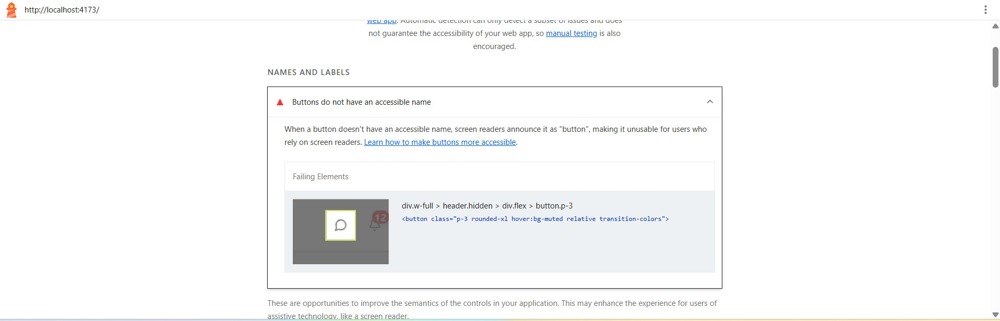 http://localhost:4173/
web app. Automatic detection can only detect a subset of issues and does
not guarantee the accessibility of your web app, so manual testing is also
encouraged.
NAMES AND LABELS
Buttons do not have an accessible name
When a button doesn't have an accessible name, screen readers announce it as "button", making it unusable for users who
rely on screen readers. Learn how to make buttons more accessible.
Failing Elements
12
div.w-full > header.hidden > div.flex > button.p-3
<button class="p-3 rounded-xl hover:bg-muted relative transition-colors">
These are opportunities to improve the semantics of the controls in your application. This may enhance the experience for users of
assistive technology, like a screen reader.